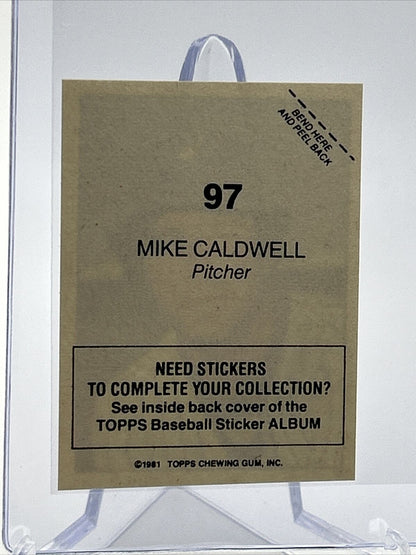 BEND HERE
AND PEEL BACK
97
MIKE CALDWELL
Pitcher
NEED STICKERS
TO COMPLETE YOUR COLLECTION?
See inside back cover of the
TOPPS Baseball Sticker ALBUM
©1981 TOPPS CHEWING GUM, INC.